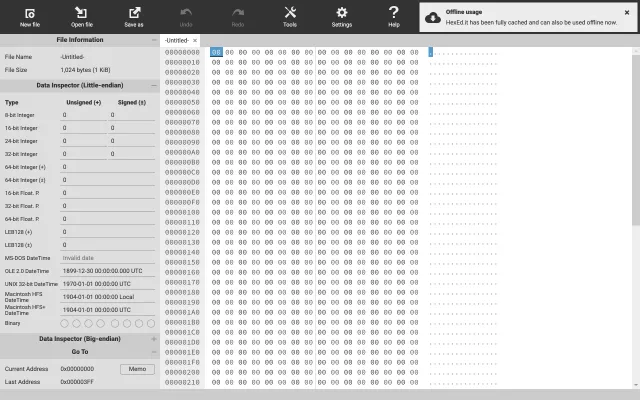 New file
Open file
Save as
Undo
Redo
Tools
Settings
Help
Offline usage
HexEd.it has been fully cached and can also be used offline now.
File Information
File Name -Untitled-
File Size 1,024 bytes (1 KiB)
Data Inspector (Little-endian)
Type Unsigned (+) Signed (±)
8-bit Integer 0 0
16-bit Integer 0 0
24-bit Integer 0 0
32-bit Integer 0 0
64-bit Integer (+) 0
64-bit Integer (±) 0
16-bit Float. P. 0
32-bit Float. P. 0
64-bit Float. P. 0
LEB128 (+) 0
LEB128 (±) 0
MS-DOS DateTime Invalid date
OLE 2.0 DateTime 1899-12-30 00:00:00.000 UTC
UNIX 32-bit DateTime 1970-01-01 00:00:00 UTC
Macintosh HFS DateTime 1904-01-01 00:00:00 Local
Macintosh HFS+ DateTime 1904-01-01 00:00:00 UTC
Binary
Data Inspector (Big-endian)
Go To
Current Address 0x00000000 Memo
Last Address 0x000003FF
-Untitled- ×
00000000 00 00 00 00 00 00 00 00 00 00 00 00 00 00 00 00 ................
00000010 00 00 00 00 00 00 00 00 00 00 00 00 00 00 00 00 ................
00000020 00 00 00 00 00 00 00 00 00 00 00 00 00 00 00 00 ................
00000030 00 00 00 00 00 00 00 00 00 00 00 00 00 00 00 00 ................
00000040 00 00 00 00 00 00 00 00 00 00 00 00 00 00 00 00 ................
00000050 00 00 00 00 00 00 00 00 00 00 00 00 00 00 00 00 ................
00000060 00 00 00 00 00 00 00 00 00 00 00 00 00 00 00 00 ................
00000070 00 00 00 00 00 00 00 00 00 00 00 00 00 00 00 00 ................
00000080 00 00 00 00 00 00 00 00 00 00 00 00 00 00 00 00 ................
00000090 00 00 00 00 00 00 00 00 00 00 00 00 00 00 00 00 ................
000000A0 00 00 00 00 00 00 00 00 00 00 00 00 00 00 00 00 ................
000000B0 00 00 00 00 00 00 00 00 00 00 00 00 00 00 00 00 ................
000000C0 00 00 00 00 00 00 00 00 00 00 00 00 00 00 00 00 ................
000000D0 00 00 00 00 00 00 00 00 00 00 00 00 00 00 00 00 ................
000000E0 00 00 00 00 00 00 00 00 00 00 00 00 00 00 00 00 ................
000000F0 00 00 00 00 00 00 00 00 00 00 00 00 00 00 00 00 ................
00000100 00 00 00 00 00 00 00 00 00 00 00 00 00 00 00 00 ................
00000110 00 00 00 00 00 00 00 00 00 00 00 00 00 00 00 00 ................
00000120 00 00 00 00 00 00 00 00 00 00 00 00 00 00 00 00 ................
00000130 00 00 00 00 00 00 00 00 00 00 00 00 00 00 00 00 ................
00000140 00 00 00 00 00 00 00 00 00 00 00 00 00 00 00 00 ................
00000150 00 00 00 00 00 00 00 00 00 00 00 00 00 00 00 00 ................
00000160 00 00 00 00 00 00 00 00 00 00 00 00 00 00 00 00 ................
00000170 00 00 00 00 00 00 00 00 00 00 00 00 00 00 00 00 ................
00000180 00 00 00 00 00 00 00 00 00 00 00 00 00 00 00 00 ................
00000190 00 00 00 00 00 00 00 00 00 00 00 00 00 00 00 00 ................
000001A0 00 00 00 00 00 00 00 00 00 00 00 00 00 00 00 00 ................
000001B0 00 00 00 00 00 00 00 00 00 00 00 00 00 00 00 00 ................
000001C0 00 00 00 00 00 00 00 00 00 00 00 00 00 00 00 00 ................
000001D0 00 00 00 00 00 00 00 00 00 00 00 00 00 00 00 00 ................
000001E0 00 00 00 00 00 00 00 00 00 00 00 00 00 00 00 00 ................
000001F0 00 00 00 00 00 00 00 00 00 00 00 00 00 00 00 00 ................
00000200 00 00 00 00 00 00 00 00 00 00 00 00 00 00 00 00 ................
00000210 00 00 00 00 00 00 00 00 00 00 00 00 00 00 00 00 ................